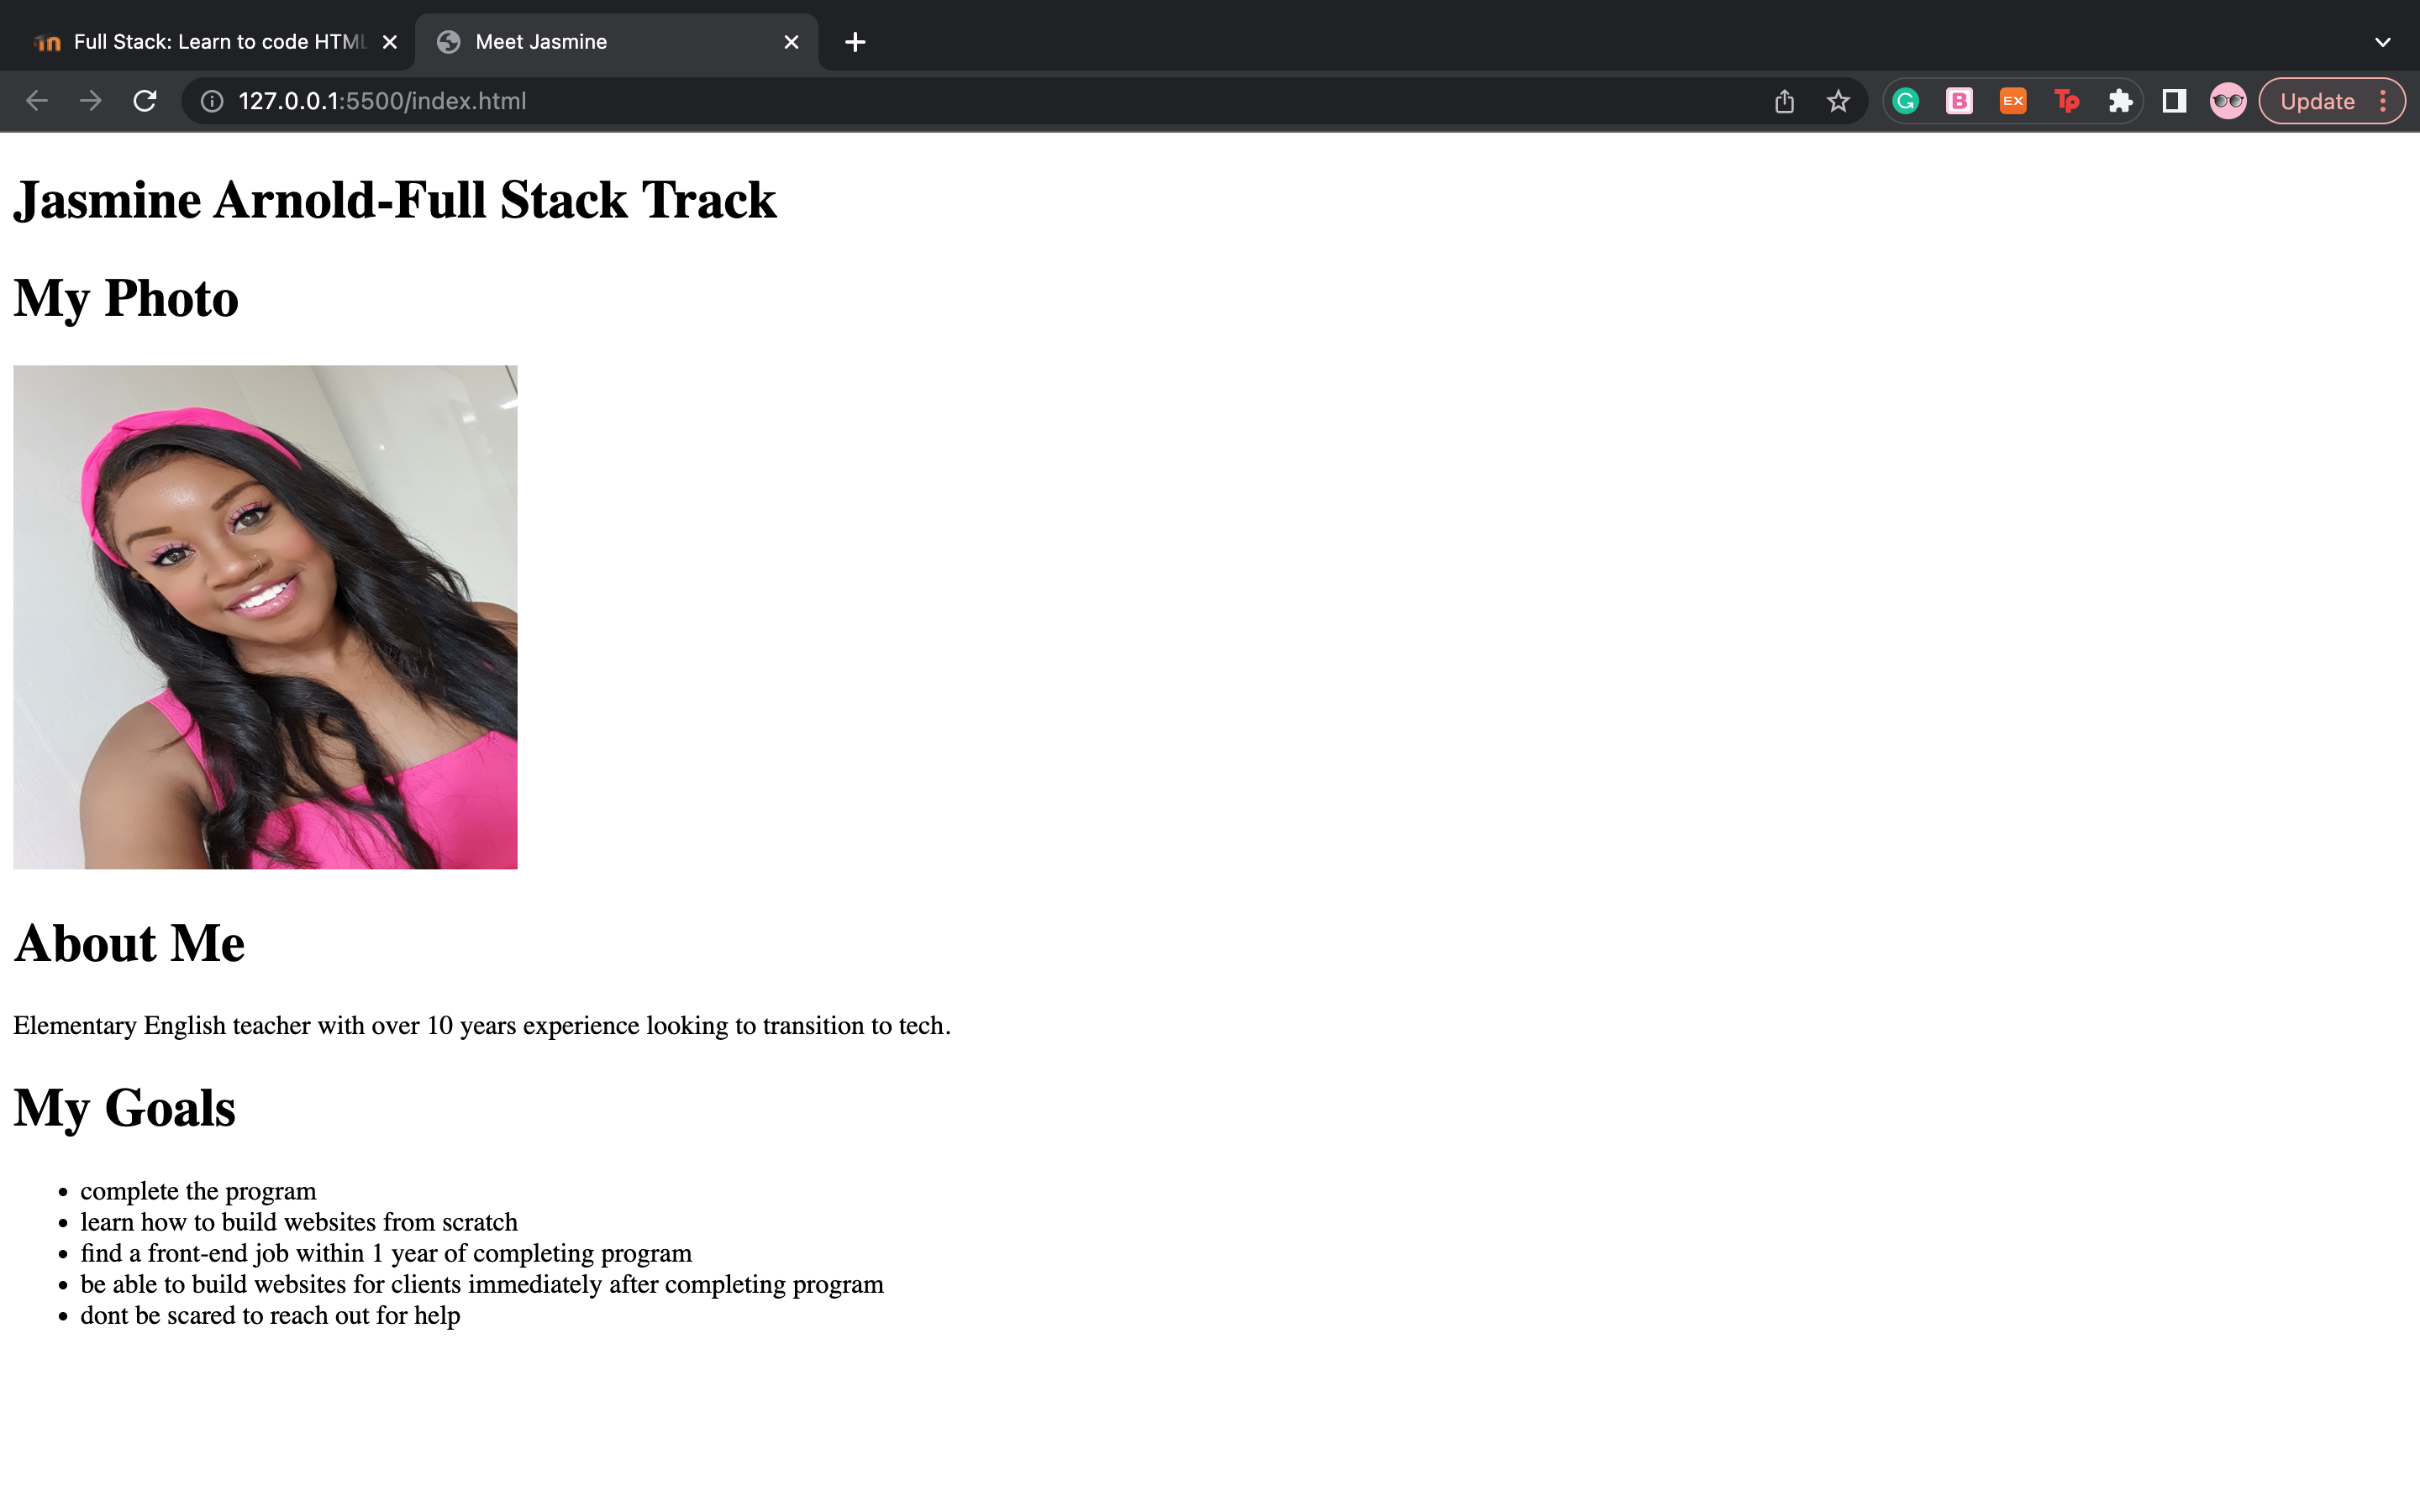 Full Stack: Learn to code HTML
Meet Jasmine
127.0.0.1:5500/index.html
B
EX
Tp
Update
Jasmine Arnold-Full Stack Track
My Photo
About Me
Elementary English teacher with over 10 years experience looking to transition to tech.
My Goals
• complete the program
• learn how to build websites from scratch
• find a front-end job within 1 year of completing program
• be able to build websites for clients immediately after completing program
• dont be scared to reach out for help